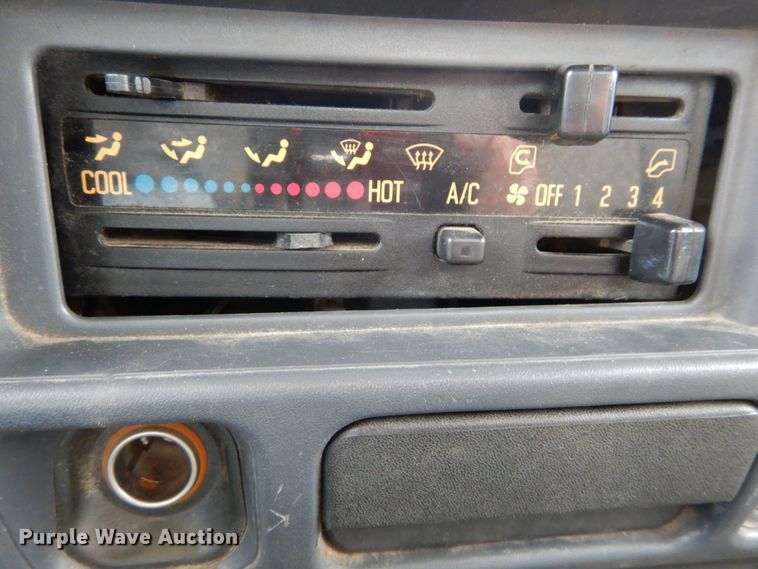 COOL HOT A/C OFF 1 2 3 4
Purple Wave Auction